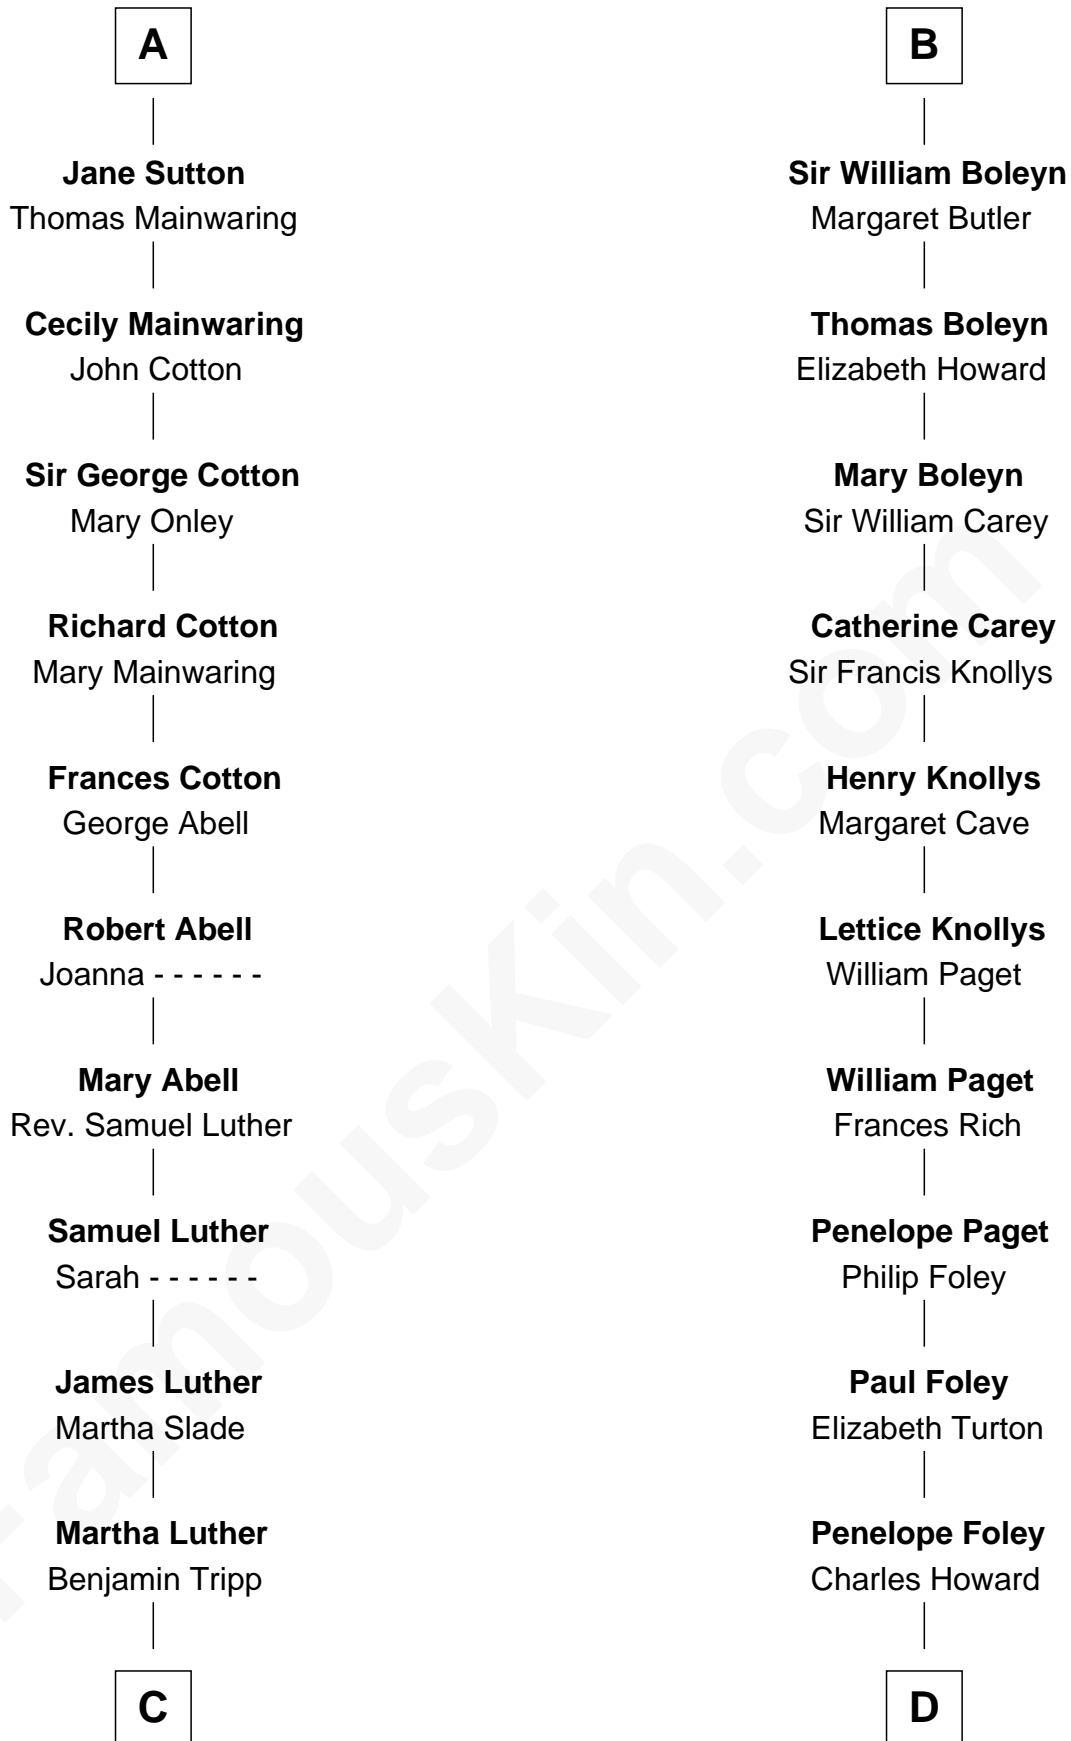 A
Jane Sutton
Thomas Mainwaring
Cecily Mainwaring
John Cotton
Sir George Cotton
Mary Onley
Richard Cotton
Mary Mainwaring
Frances Cotton
George Abell
Robert Abell
Joanna - - - - - -
Mary Abell
Rev. Samuel Luther
Samuel Luther
Sarah - - - - - -
James Luther
Martha Slade
Martha Luther
Benjamin Tripp
C
B
Sir William Boleyn
Margaret Butler
Thomas Boleyn
Elizabeth Howard
Mary Boleyn
Sir William Carey
Catherine Carey
Sir Francis Knollys
Henry Knollys
Margaret Cave
Lettice Knollys
William Paget
William Paget
Frances Rich
Penelope Paget
Philip Foley
Paul Foley
Elizabeth Turton
Penelope Foley
Charles Howard
D
FamousKin.com